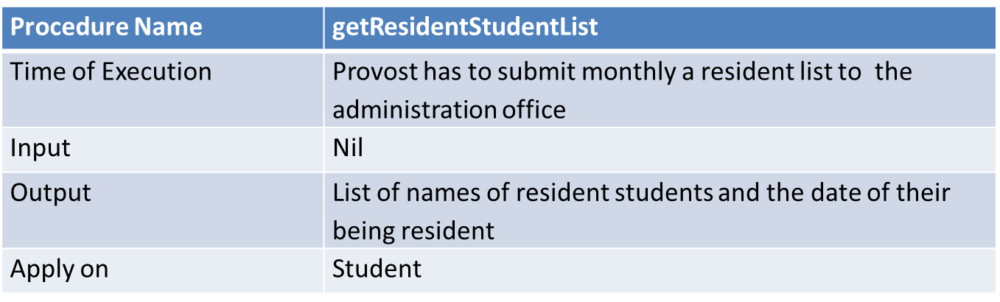 Procedure Name getResidentStudentList
Time of Execution Provost has to submit monthly a resident list to the
administration office
Input Nil
Output List of names of resident students and the date of their
being resident
Apply on Student